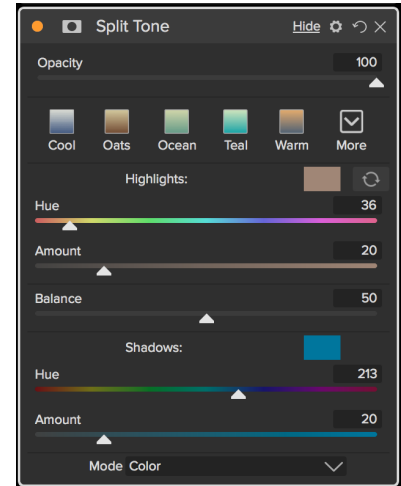 Split Tone Hide
Opacity 100
Cool Oats Ocean Teal Warm More
Highlights:
Hue 36
Amount 20
Balance 50
Shadows:
Hue 213
Amount 20
Mode Color